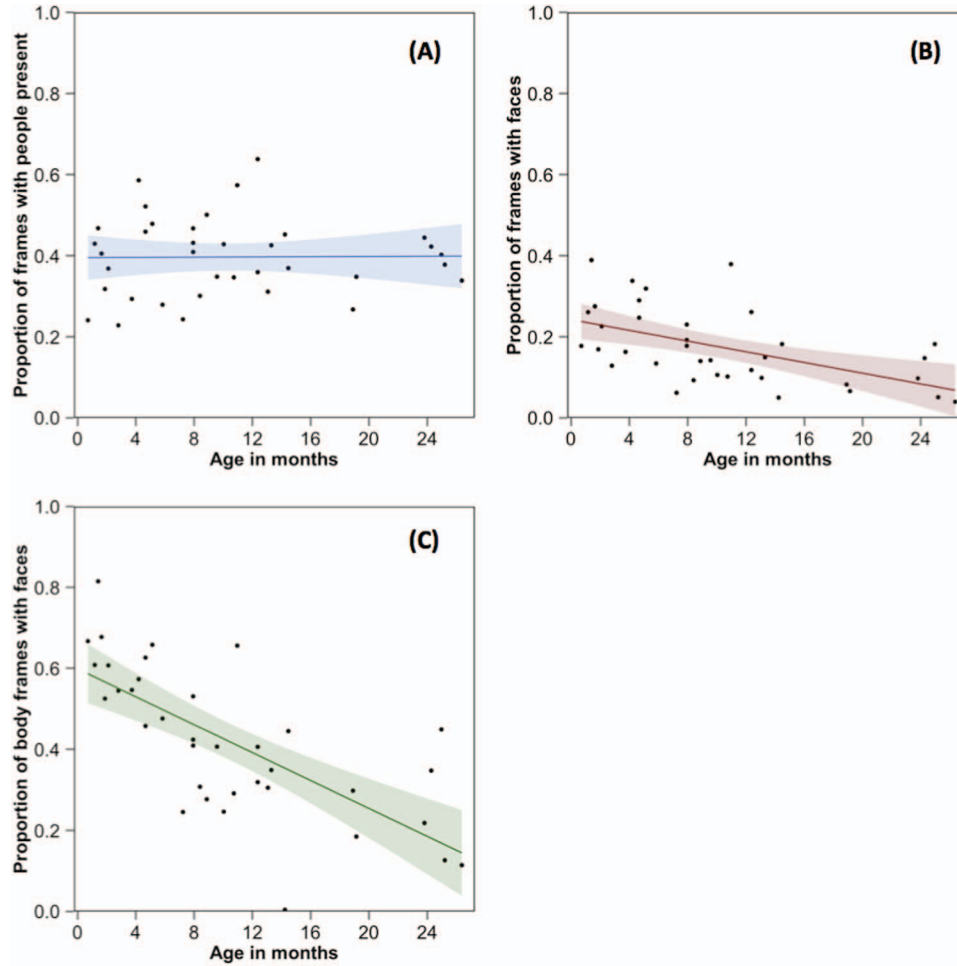 (A)
Proportion of frames with people present
1.0
0.8
0.6
0.4
0.2
0.0
0 4 8 12 16 20 24
Age in months
(B)
Proportion of frames with faces
1.0
0.8
0.6
0.4
0.2
0.0
0 4 8 12 16 20 24
Age in months
(C)
Proportion of body frames with faces
1.0
0.8
0.6
0.4
0.2
0.0
0 4 8 12 16 20 24
Age in months